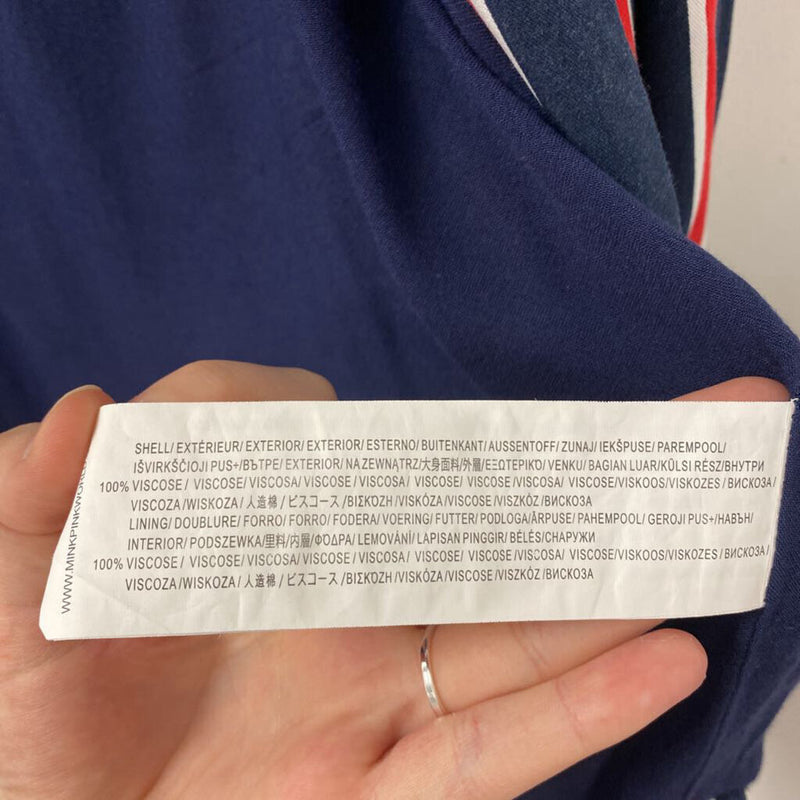 SHELL/ EXTÉRIEUR/ EXTERIOR/ EXTERIOR/ ESTERNO/ BUITENKANT/ AUSSENTOFF/ ZUNAJ/ IEKŠPUSE/ PAREMPOOL/
IŠVIRKŠČIOJI PUS+/ВЪТРЕ/ EXTERIOR/ NA ZEWNĄTRZ/大身面料/外層/ΕΞΩΤΕΡΙΚΌ/ VENKU/ BAGIAN LUAR/ KÜLSI RÉSZ/ВНУТРИ
100% VISCOSE/ VISCOSE/ VISCOSA/ VISCOSA/ VISCOSA/ VISCOSE/ VISCOSE/VISCOSA/ VISCOSE/VISKOOS/VISKOZES / ВИСКОЗА/
VISCOZA/WISKOZA/ 人造棉 / ビスコース /ΒΙΣΚΌΖΗ /VISKÓZA/VISCOSE/VISZKÓZ /ВИСКОЗА
LINING/ DOUBLURE/ FORRO/ FORRO/ FODERA/ VOERING/ FUTTER/ PODLOGA/ĀRPUSE/ PAHEMPOOL/ GEROJI PUS+/НАВЪН/
INTERIOR/ PODSZEWKA/里料/内層/ΦΌΔΡΑ/ LEMOVÁNÍ/ LAPISAN PINGGIR/ BÉLÉS/СНАРУЖИ
100% VISCOSE/ VISCOSE/ VISCOSA/ VISCOSA/ VISCOSA/ VISCOSE/ VISCOSE/VISCOSA/ VISCOSE/VISKOOS/VISKOZES / ВИСКОЗА/
VISCOZA/WISKOZA/ 人造棉 / ビスコース /ΒΙΣΚΌΖΗ /VISKÓZA/VISCOSE/VISZKÓZ /ВИСКОЗА